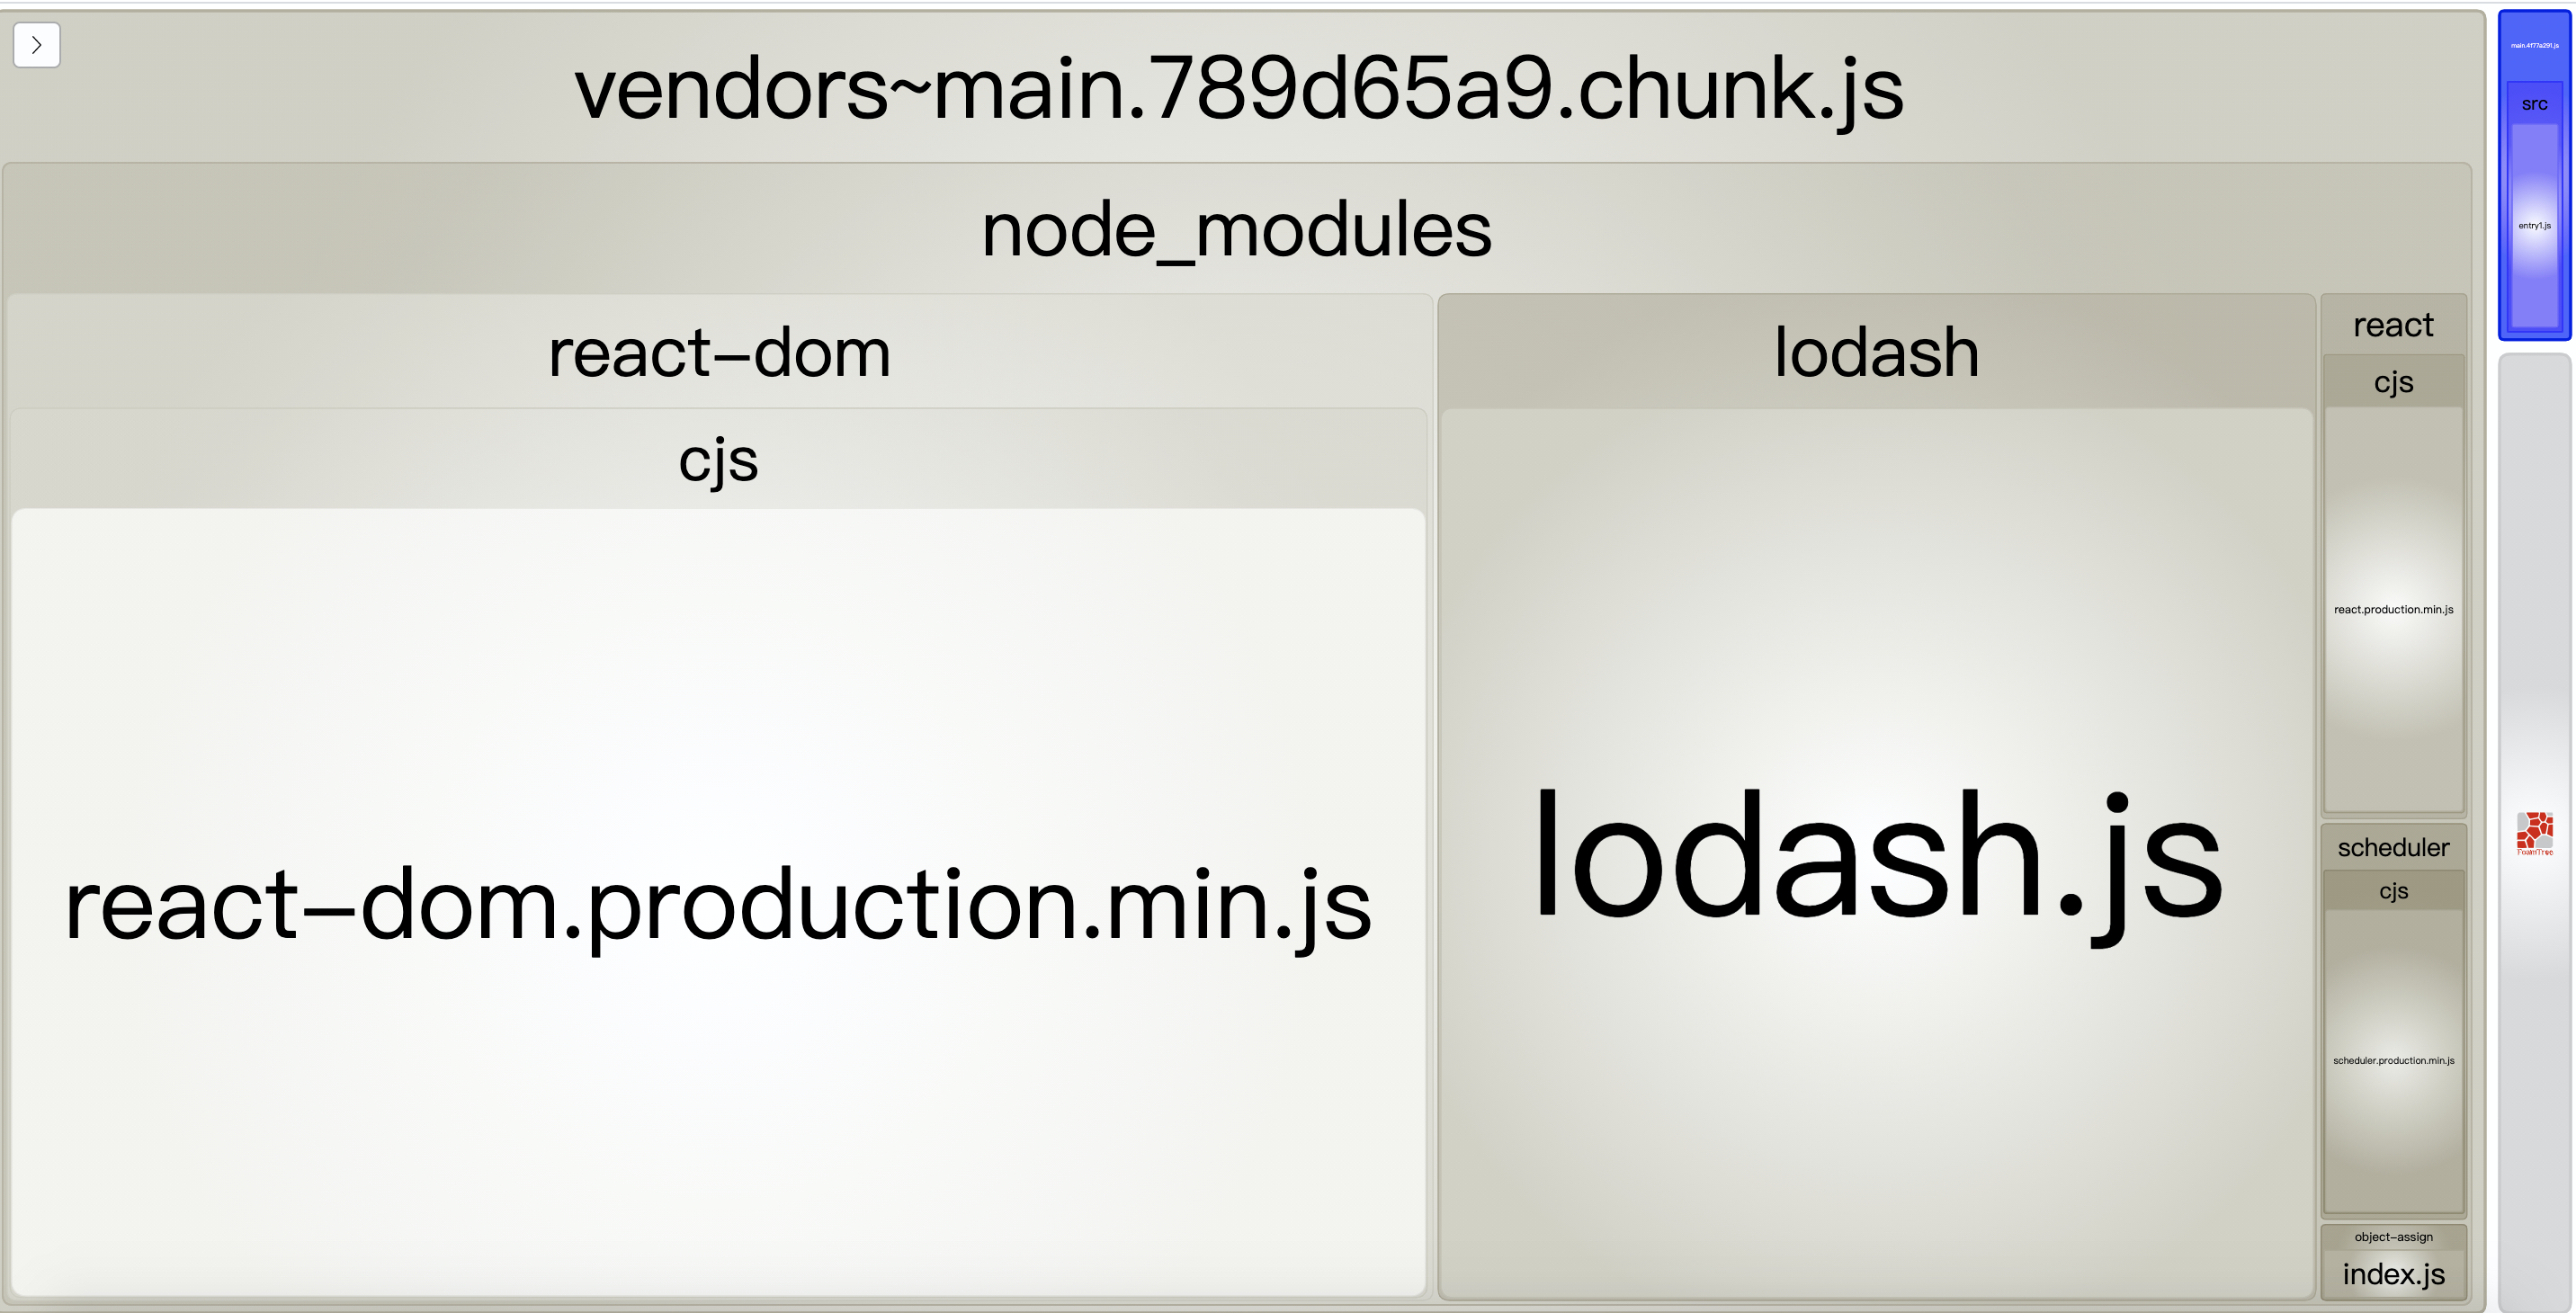 vendors~main.789d65a9.chunk.js
node_modules
react-dom
cjs
react-dom.production.min.js
lodash
lodash.js
react
cjs
react.production.min.js
scheduler
cjs
scheduler.production.min.js
object-assign
index.js
main.4f77a291.js
src
entry1.js
FoamTree